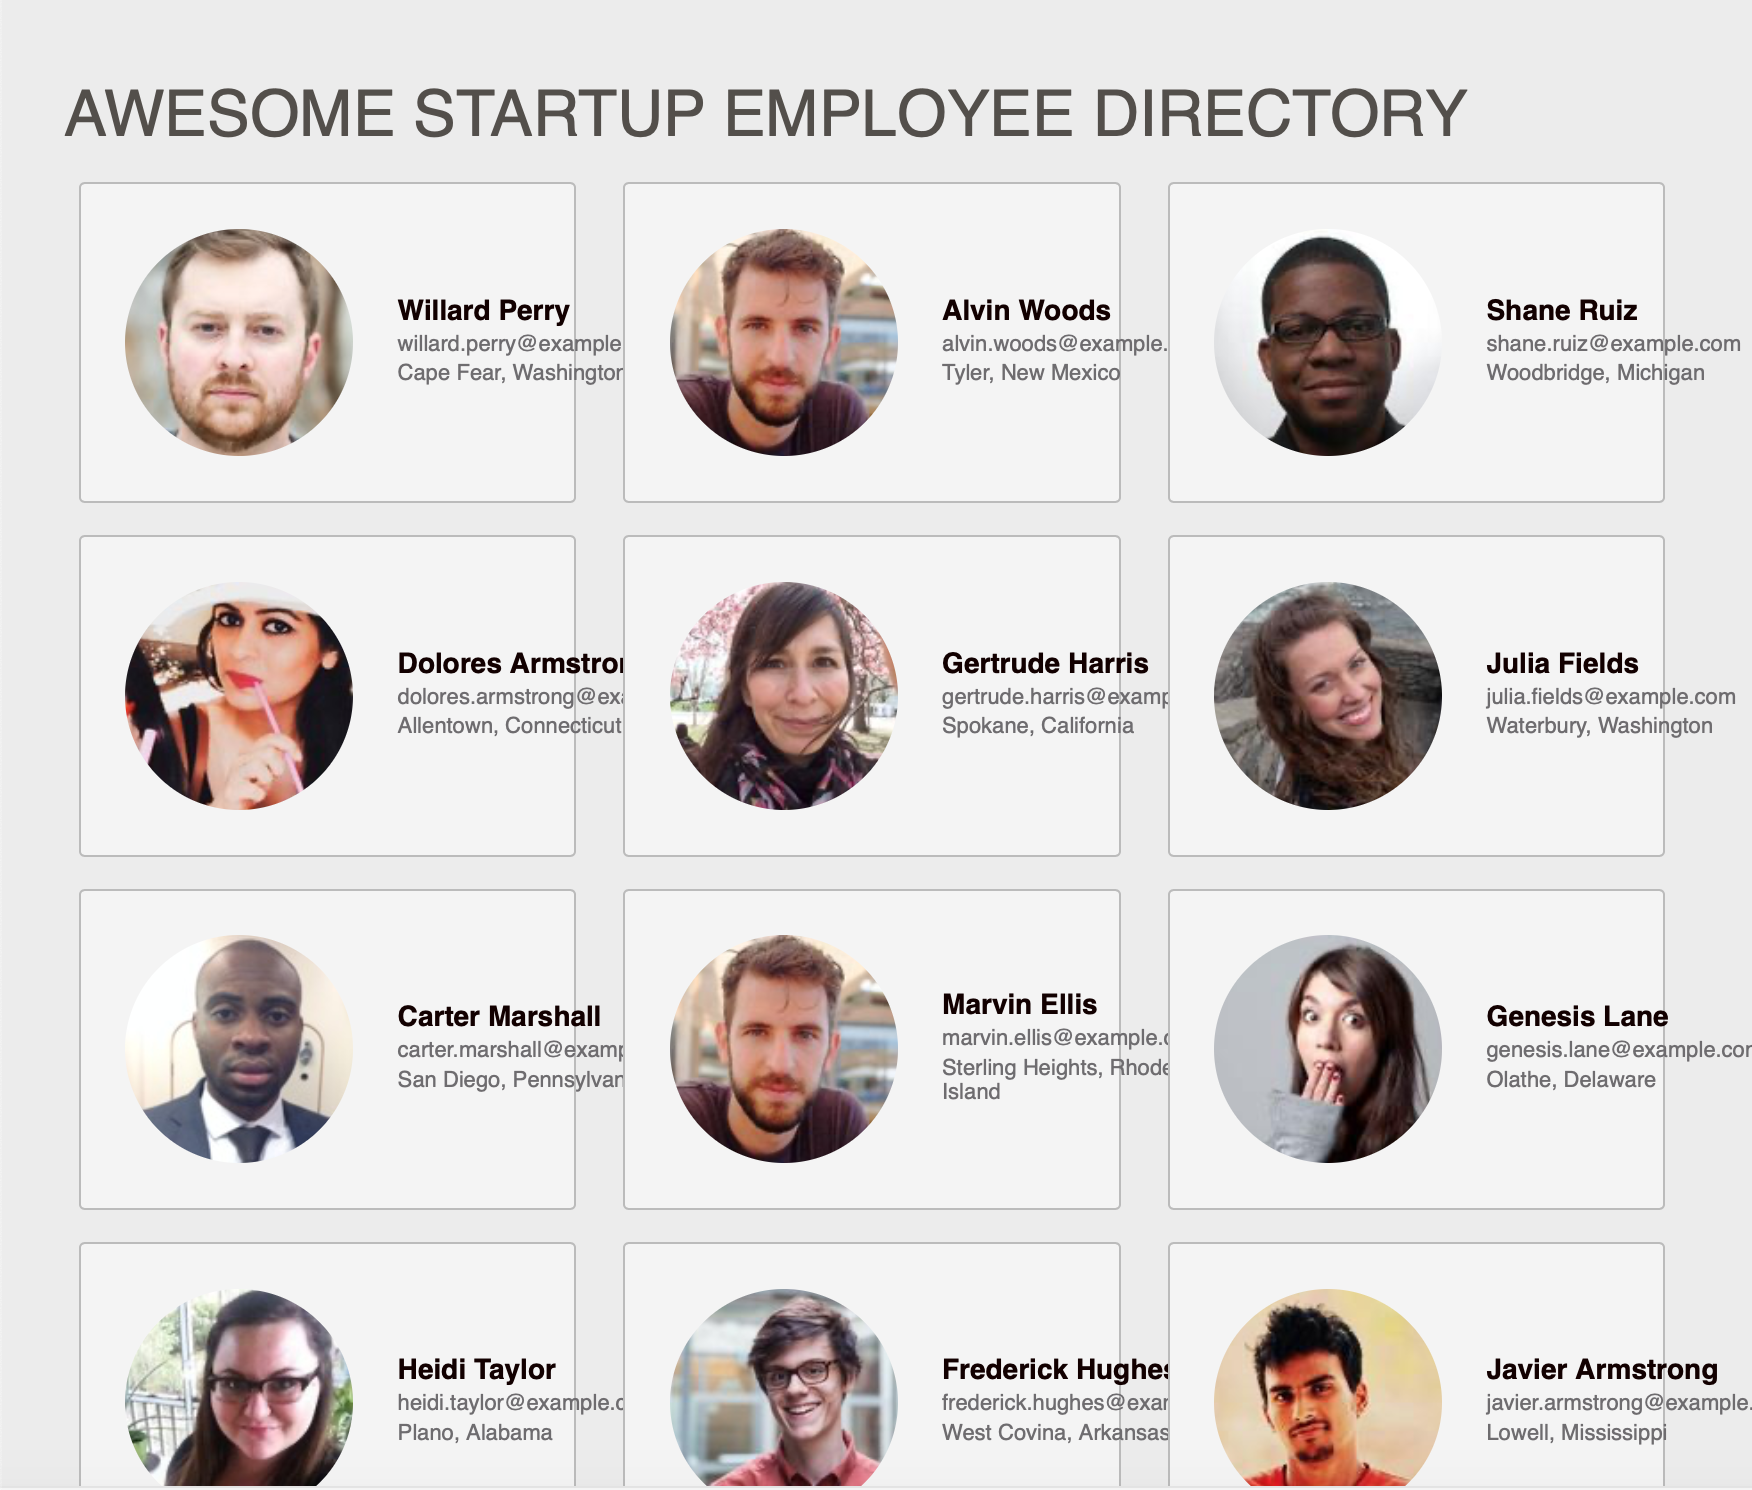 AWESOME STARTUP EMPLOYEE DIRECTORY
Willard Perry
willard.perry@example
Cape Fear, Washington
Alvin Woods
alvin.woods@example.
Tyler, New Mexico
Shane Ruiz
shane.ruiz@example.com
Woodbridge, Michigan
Dolores Armstron
dolores.armstrong@exa
Allentown, Connecticut
Gertrude Harris
gertrude.harris@examp
Spokane, California
Julia Fields
julia.fields@example.com
Waterbury, Washington
Carter Marshall
carter.marshall@examp
San Diego, Pennsylvan
Marvin Ellis
marvin.ellis@example.c
Sterling Heights, Rhode
Island
Genesis Lane
genesis.lane@example.com
Olathe, Delaware
Heidi Taylor
heidi.taylor@example.c
Plano, Alabama
Frederick Hughes
frederick.hughes@exar
West Covina, Arkansas
Javier Armstrong
javier.armstrong@example.
Lowell, Mississippi